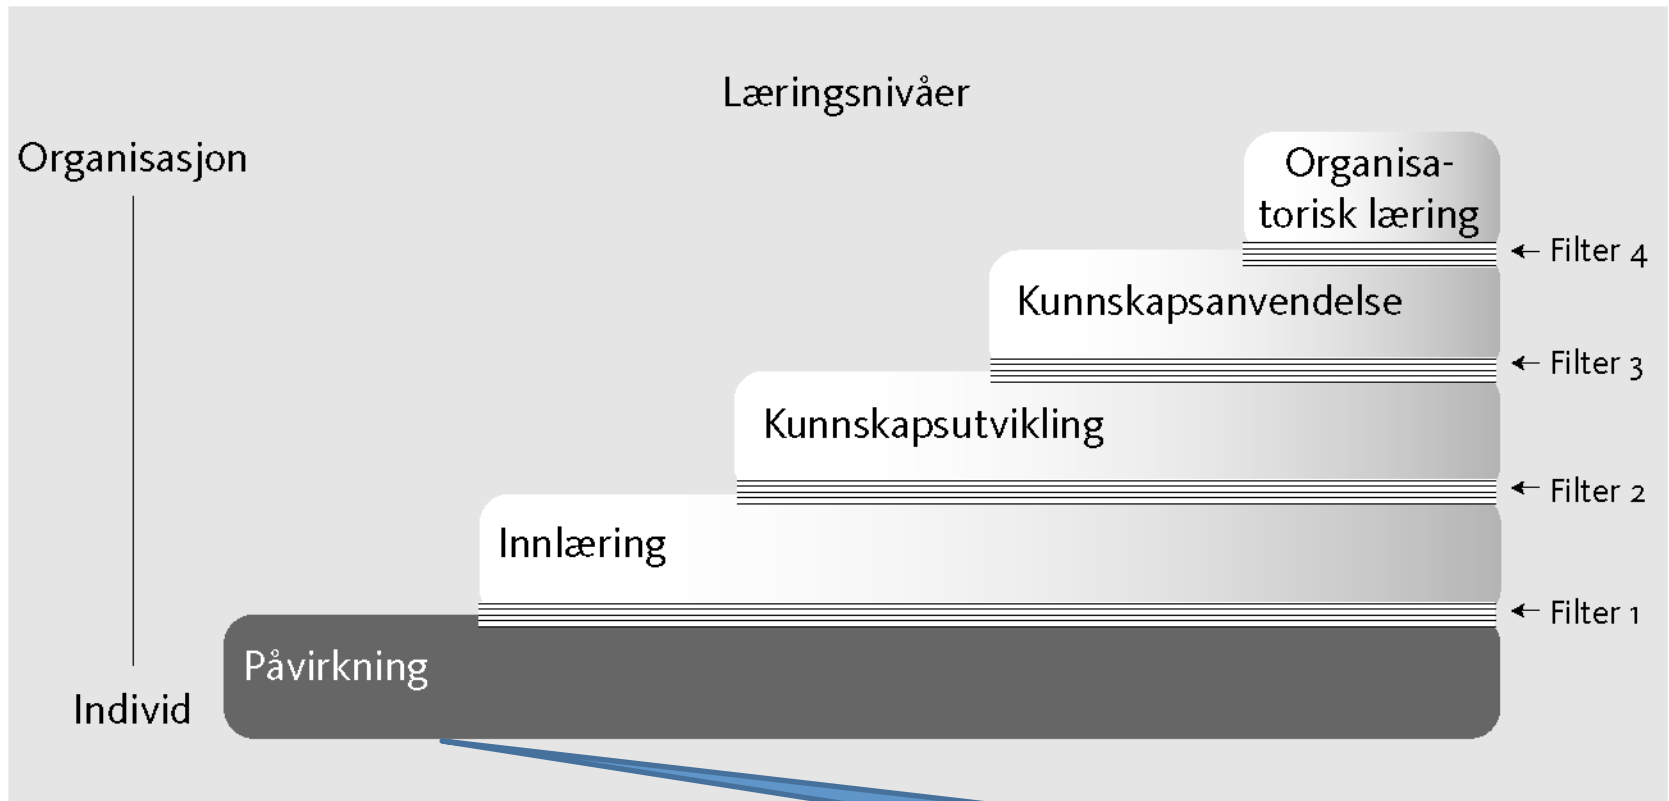 Læringsnivåer
Organisasjon
Organisa-
torisk læring
← Filter 4
Kunnskapsanvendelse
← Filter 3
Kunnskapsutvikling
← Filter 2
Innlæring
← Filter 1
Påvirkning
Individ